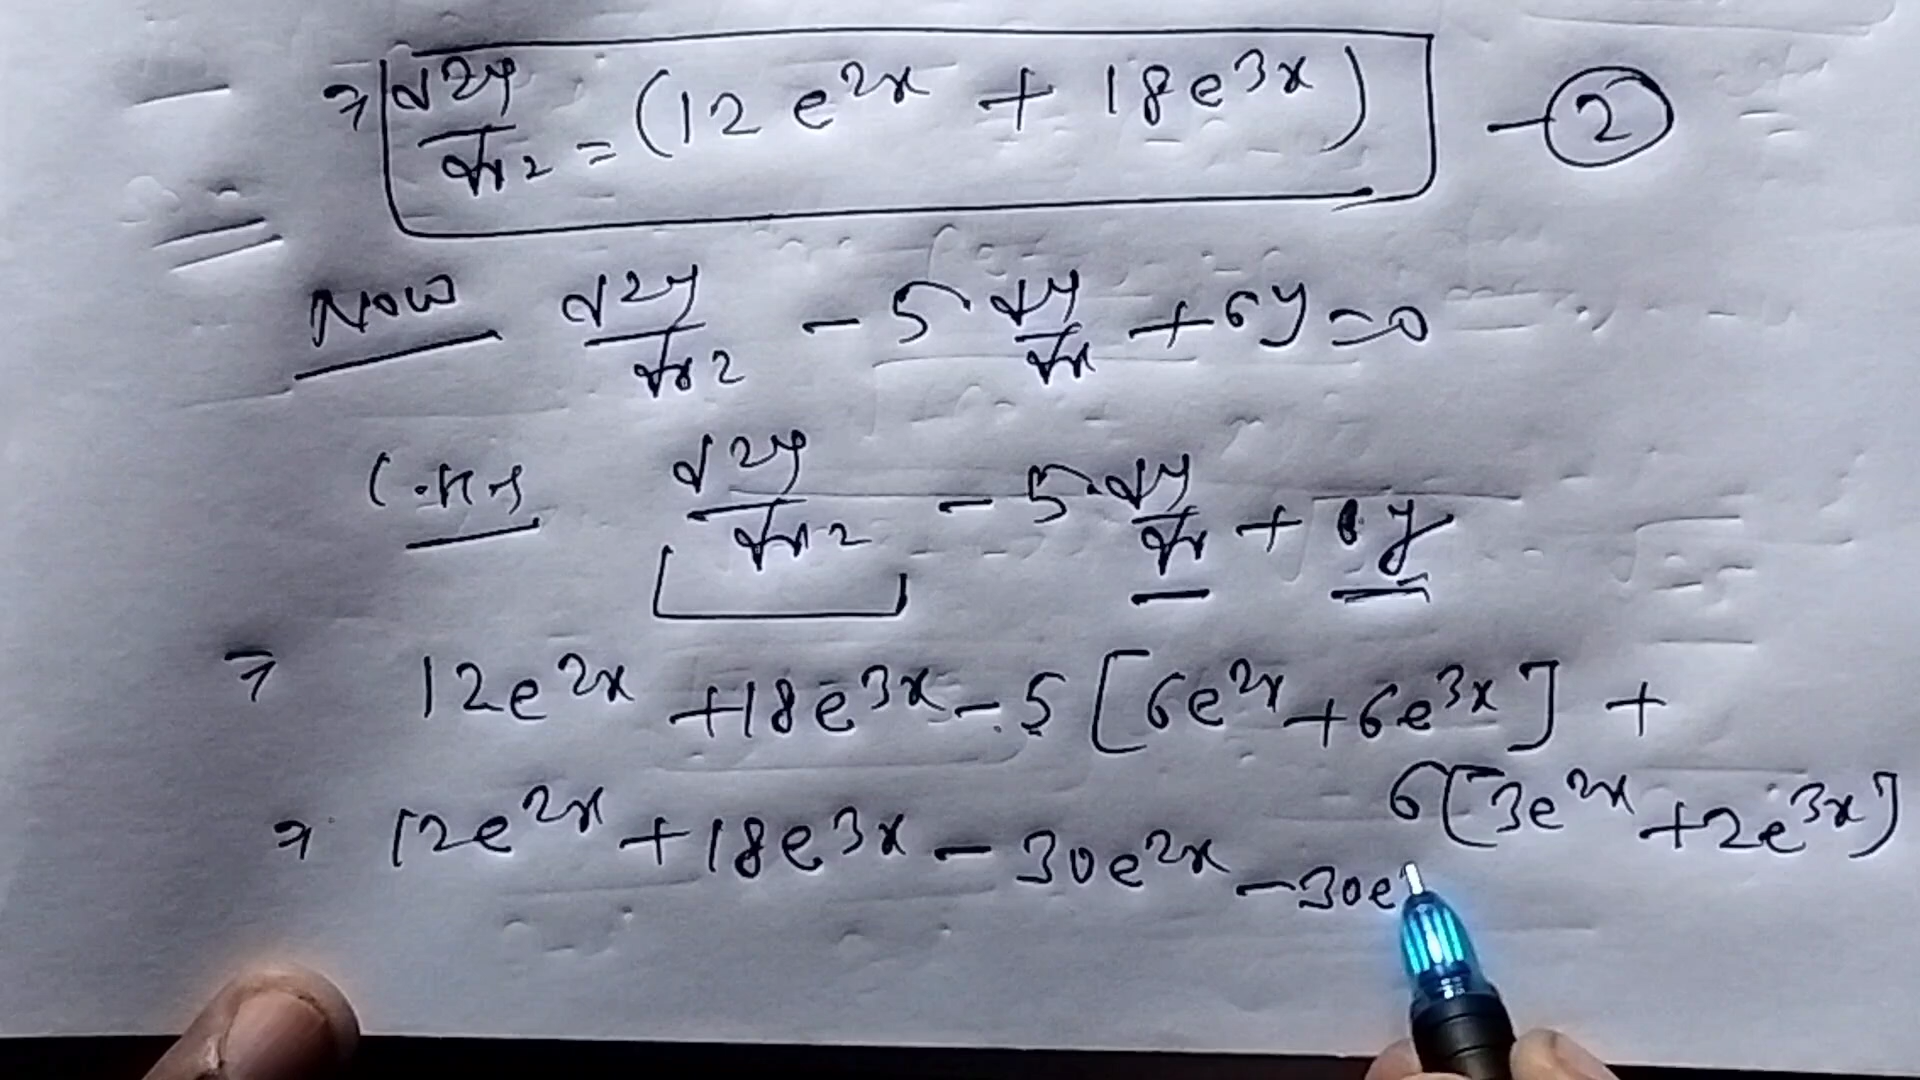 ⇒ d²y/dx² = (12e²ˣ + 18e³ˣ) — ②
Now d²y/dx² - 5 dy/dx + 6y = 0
L.H.S d²y/dx² - 5·dy/dx + 6y
⇒ 12e²ˣ + 18e³ˣ - 5[6e²ˣ + 6e³ˣ] +
6[3e²ˣ + 2e³ˣ]
⇒ 12e²ˣ + 18e³ˣ - 30e²ˣ - 30e